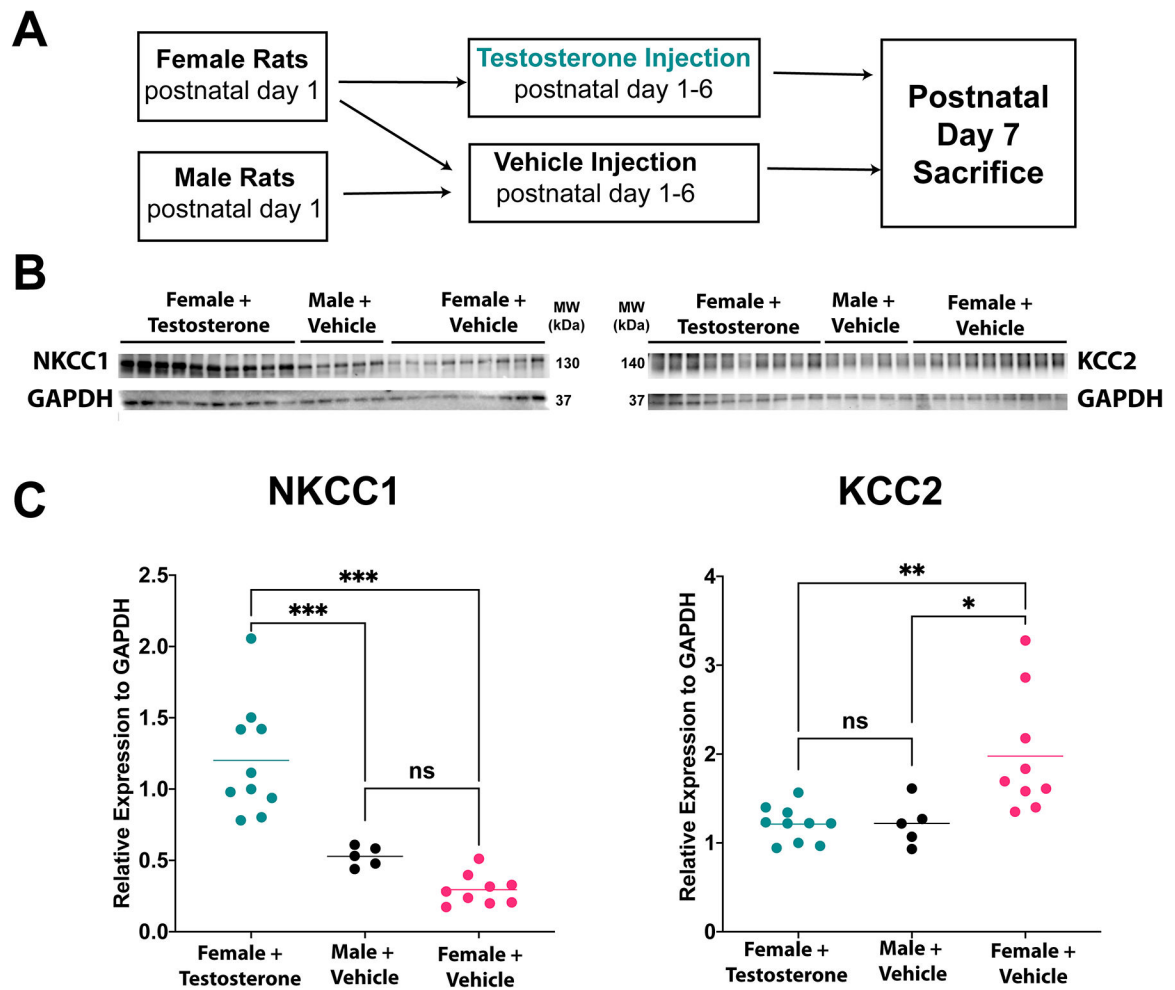 A
Female Rats
postnatal day 1
Testosterone Injection
postnatal day 1-6
Male Rats
postnatal day 1
Vehicle Injection
postnatal day 1-6
Postnatal
Day 7
Sacrifice
B
Female +
Testosterone
Male +
Vehicle
Female +
Vehicle
MW
(kDa)
MW
(kDa)
Female +
Testosterone
Male +
Vehicle
Female +
Vehicle
NKCC1
130
140
KCC2
GAPDH
37
37
GAPDH
C
NKCC1
Relative Expression to GAPDH
2.5
2.0
1.5
1.0
0.5
0.0
***
***
ns
Female +
Testosterone
Male +
Vehicle
Female +
Vehicle
KCC2
Relative Expression to GAPDH
4
3
2
1
0
**
*
ns
Female +
Testosterone
Male +
Vehicle
Female +
Vehicle